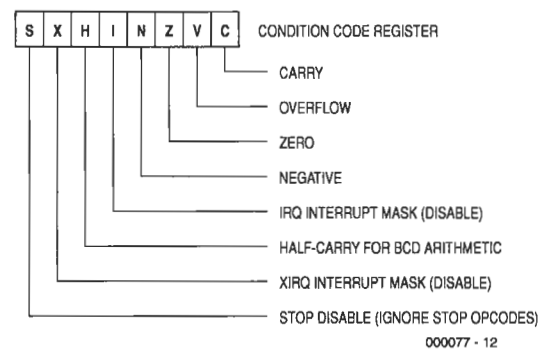 S X H I N Z V C CONDITION CODE REGISTER
CARRY
OVERFLOW
ZERO
NEGATIVE
IRQ INTERRUPT MASK (DISABLE)
HALF-CARRY FOR BCD ARITHMETIC
XIRQ INTERRUPT MASK (DISABLE)
STOP DISABLE (IGNORE STOP OPCODES)
000077 - 12